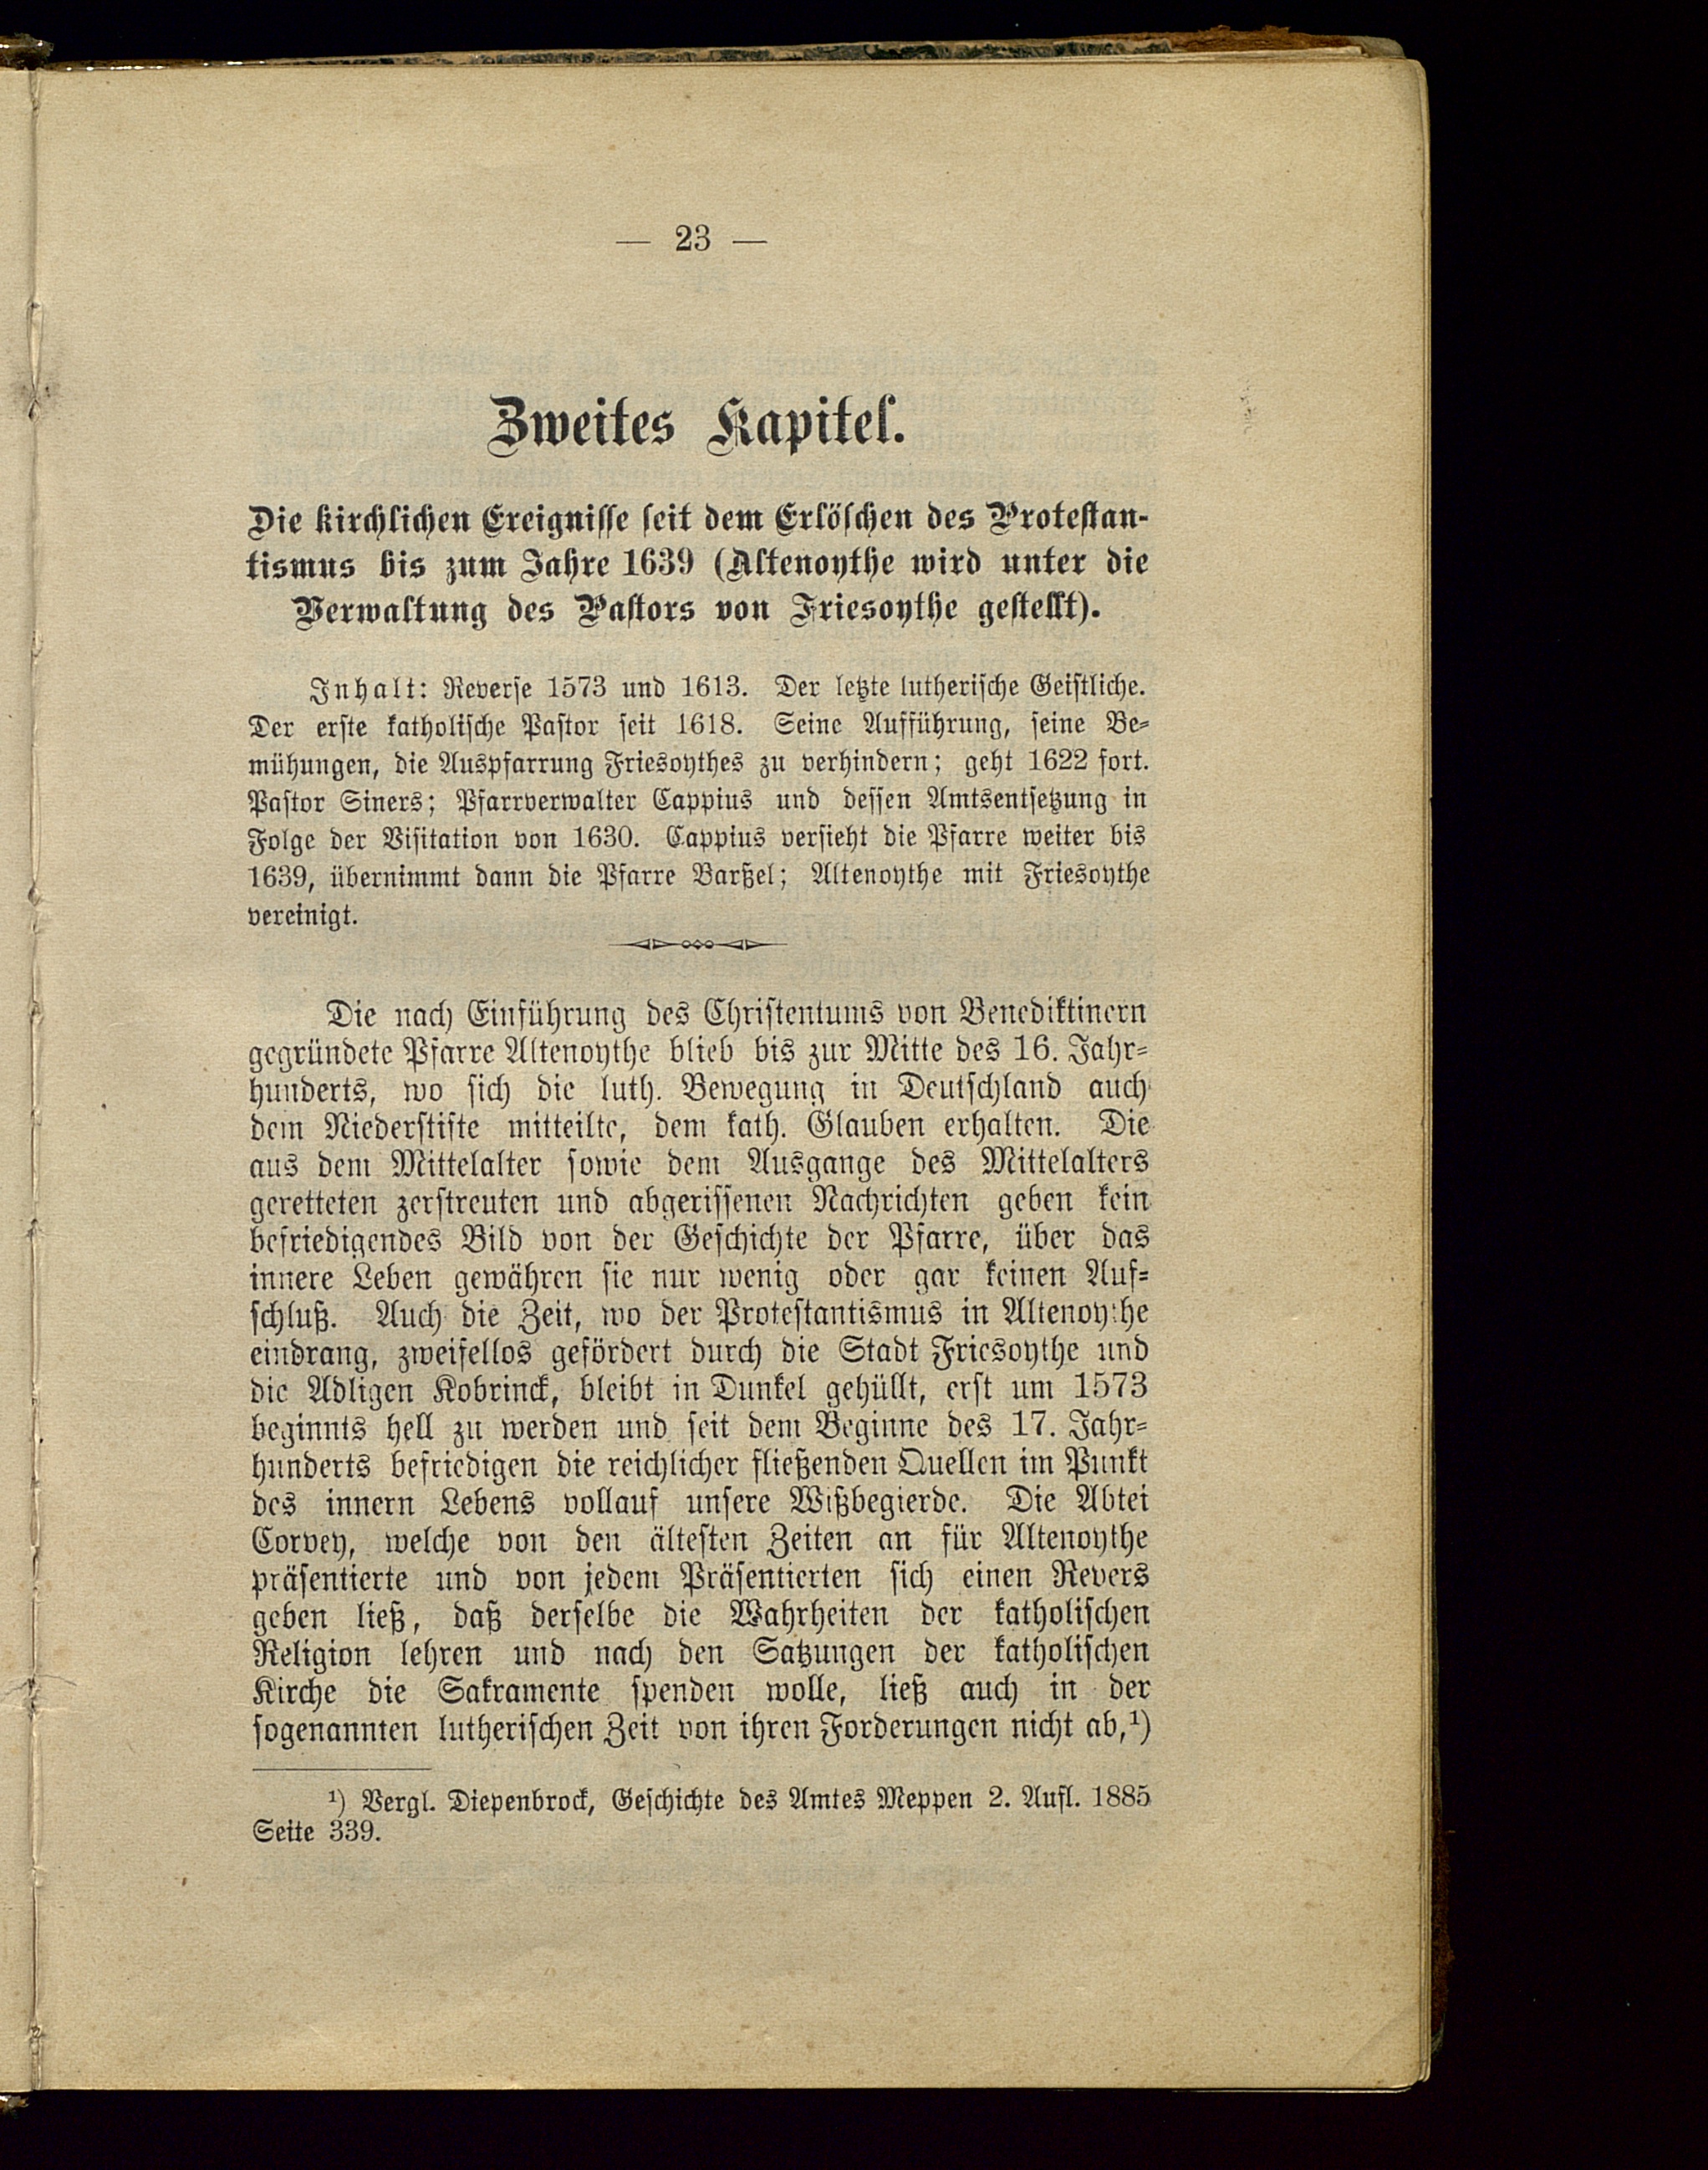 — 23 —
Zweites Kapitel.
Die kirchlichen Ereignisse seit dem Erlöschen des Protestan-
tismus bis zum Jahre 1639 (Altenoythe wird unter die
Verwaltung des Pastors von Friesoythe gestellt).
Inhalt: Reverse 1573 und 1613. Der letzte lutherische Geistliche.
Der erste katholische Pastor seit 1618. Seine Aufführung, seine Be-
mühungen, die Auspfarrung Friesoythes zu verhindern; geht 1622 fort.
Pastor Siners; Pfarrverwalter Cappius und dessen Amtsentsetzung in
Folge der Visitation von 1630. Cappius versieht die Pfarre weiter bis
1639, übernimmt dann die Pfarre Barßel; Altenoythe mit Friesoythe
vereinigt.
Die nach Einführung des Christentums von Benediktinern
gegründete Pfarre Altenoythe blieb bis zur Mitte des 16. Jahr-
hunderts, wo sich die luth. Bewegung in Deutschland auch
dem Niederstifte mitteilte, dem kath. Glauben erhalten. Die
aus dem Mittelalter sowie dem Ausgange des Mittelalters
geretteten zerstreuten und abgerissenen Nachrichten geben kein
befriedigendes Bild von der Geschichte der Pfarre, über das
innere Leben gewähren sie nur wenig oder gar keinen Auf-
schluß. Auch die Zeit, wo der Protestantismus in Altenoythe
eindrang, zweifellos gefördert durch die Stadt Friesoythe und
die Adligen Kobrinck, bleibt in Dunkel gehüllt, erst um 1573
beginnts hell zu werden und seit dem Beginne des 17. Jahr-
hunderts befriedigen die reichlicher fließenden Quellen im Punkt
des innern Lebens vollauf unsere Wißbegierde. Die Abtei
Corvey, welche von den ältesten Zeiten an für Altenoythe
präsentierte und von jedem Präsentierten sich einen Revers
geben ließ, daß derselbe die Wahrheiten der katholischen
Religion lehren und nach den Satzungen der katholischen
Kirche die Sakramente spenden wolle, ließ auch in der
sogenannten lutherischen Zeit von ihren Forderungen nicht ab,¹)
¹) Vergl. Diepenbrock, Geschichte des Amtes Meppen 2. Aufl. 1885
Seite 339.